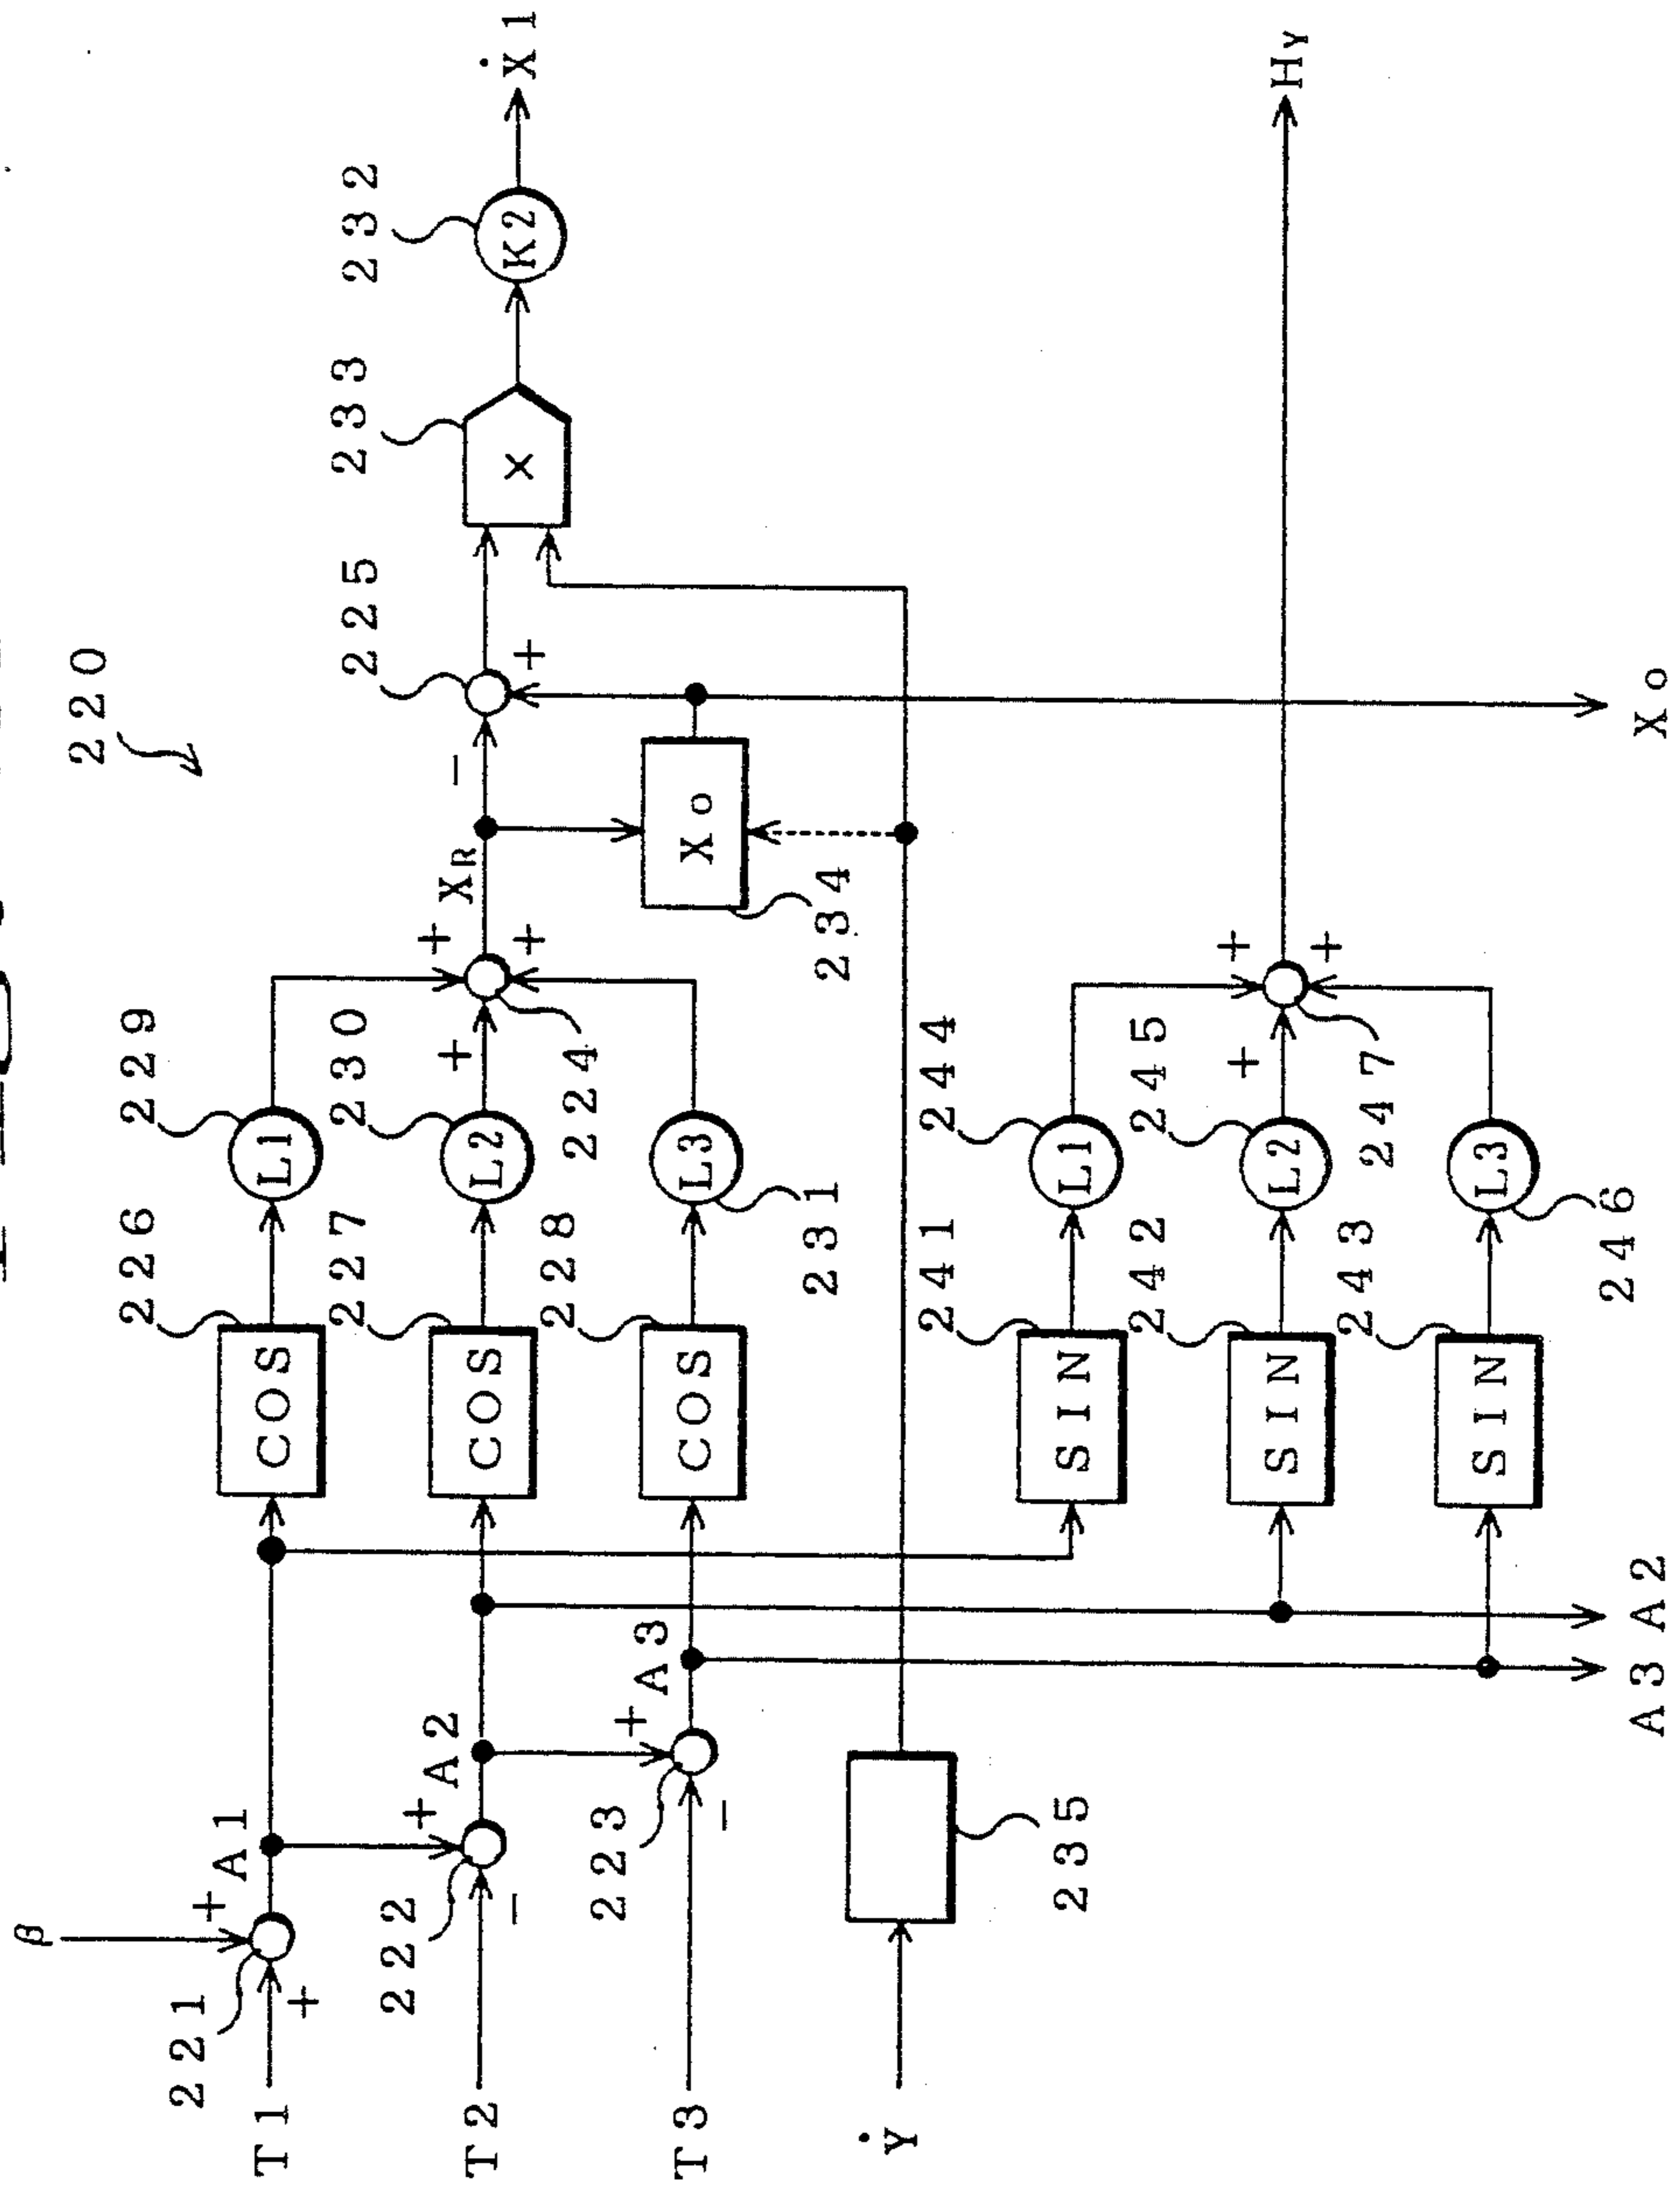 220
β
221
T1
+
+
A1
226
COS
229
L1
222
T2
+
−
A2
227
COS
230
L2
+
+
+
224
X_R
−
225
+
233
×
232
K2
Ẋ1
223
T3
+
−
A3
228
COS
231
L3
234
Xo
Ẏ
235
241
SIN
244
L1
242
SIN
245
L2
+
+
+
247
Hγ
243
SIN
246
L3
A3
A2
Xo